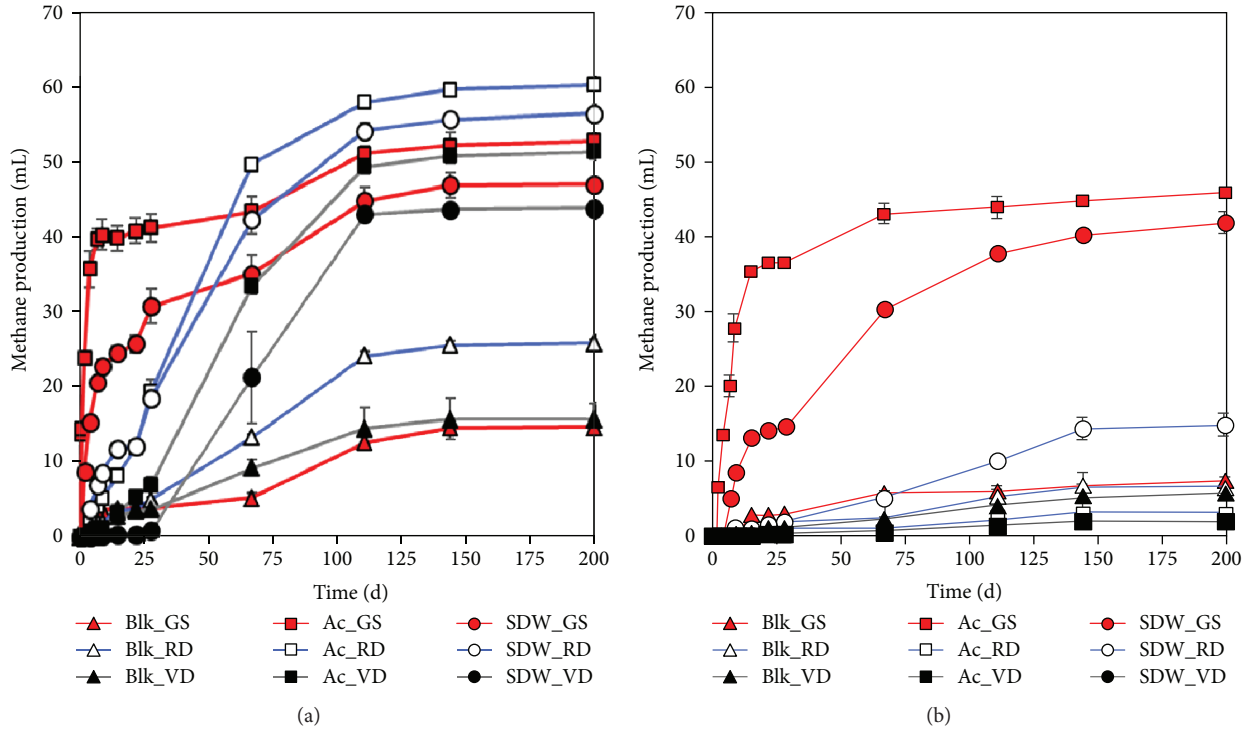 Methane production (mL)
70
60
50
40
30
20
10
0
0 25 50 75 100 125 150 175 200
Time (d)
Blk_GS Ac_GS SDW_GS
Blk_RD Ac_RD SDW_RD
Blk_VD Ac_VD SDW_VD
(a)
Methane production (mL)
70
60
50
40
30
20
10
0
0 25 50 75 100 125 150 175 200
Time (d)
Blk_GS Ac_GS SDW_GS
Blk_RD Ac_RD SDW_RD
Blk_VD Ac_VD SDW_VD
(b)